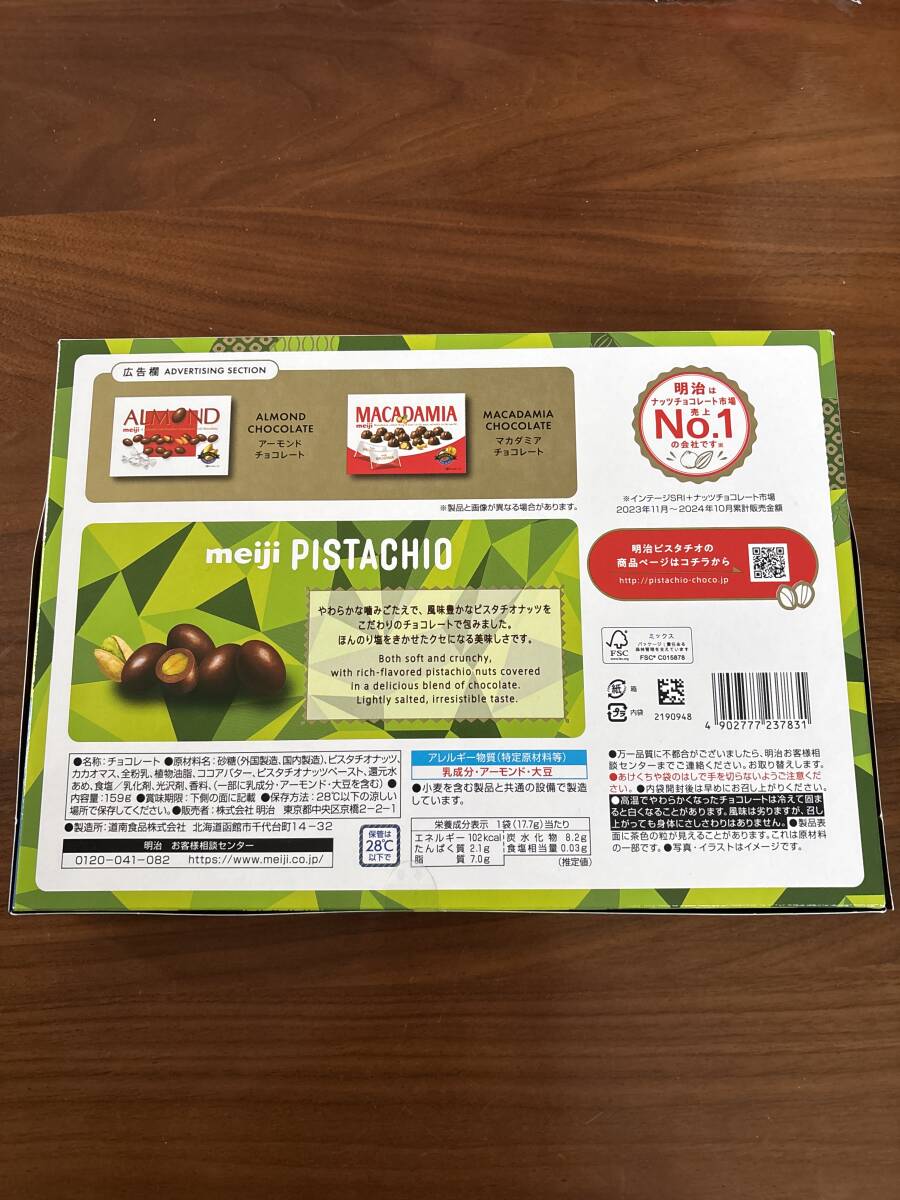 広告欄 ADVERTISING SECTION
ALMOND
meiji
ALMOND
CHOCOLATE
アーモンド
チョコレート
MACADAMIA
meiji
MACADAMIA
CHOCOLATE
マカダミア
チョコレート
※製品と画像が異なる場合があります。
明治は
ナッツチョコレート市場
売上
No.1
の会社です※
※インテージSRI+ナッツチョコレート市場
2023年11月～2024年10月累計販売金額
明治ピスタチオの
商品ページはコチラから
http://pistachio-choco.jp
meiji PISTACHIO
やわらかな噛みごたえで、風味豊かなピスタチオナッツを
こだわりのチョコレートで包みました。
ほんのり塩をきかせたクセになる美味しさです。
Both soft and crunchy,
with rich-flavored pistachio nuts covered
in a delicious blend of chocolate.
Lightly salted, irresistible taste.
FSC
ミックス
パッケージ｜責任ある
森林管理を支えています
FSC® C015876
紙 箱
プラ 内袋
2190948
4 902777 237831
●名称:チョコレート ●原材料名:砂糖(外国製造、国内製造)、ピスタチオナッツ、
カカオマス、全粉乳、植物油脂、ココアバター、ピスタチオナッツペースト、還元水
あめ、食塩／乳化剤、光沢剤、香料、(一部に乳成分・アーモンド・大豆を含む) ●
内容量:159g ●賞味期限:下側の面に記載 ●保存方法:28℃以下の涼しい
場所で保存してください。●販売者:株式会社 明治 東京都中央区京橋2－2－1
●製造所:道南食品株式会社 北海道函館市千代台町14－32
明治 お客様相談センター
0120-041-082 https://www.meiji.co.jp/
保管は
28℃
以下で
アレルギー物質(特定原材料等)
乳成分・アーモンド・大豆
●小麦を含む製品と共通の設備で製造
しています。
栄養成分表示 1袋(17.7g)当たり
エネルギー 102kcal 炭水化物 8.2g
たんぱく質 2.1g 食塩相当量 0.03g
脂質 7.0g (推定値)
●万一品質に不都合がございましたら、明治お客様相
談センターまでご連絡ください。お取り替えします。
●あけくちや袋のはしで手を切らないようご注意くださ
い。●内袋開封後は早めにお召し上がりください。
●高温でやわらかくなったチョコレートは冷えて固ま
ると白くなることがあります。風味は劣りますが、召し
上がっても身体にさしさわりはありません。●製品表
面に茶色の粒が見えることがあります。これは原材料
の一部です。●写真・イラストはイメージです。